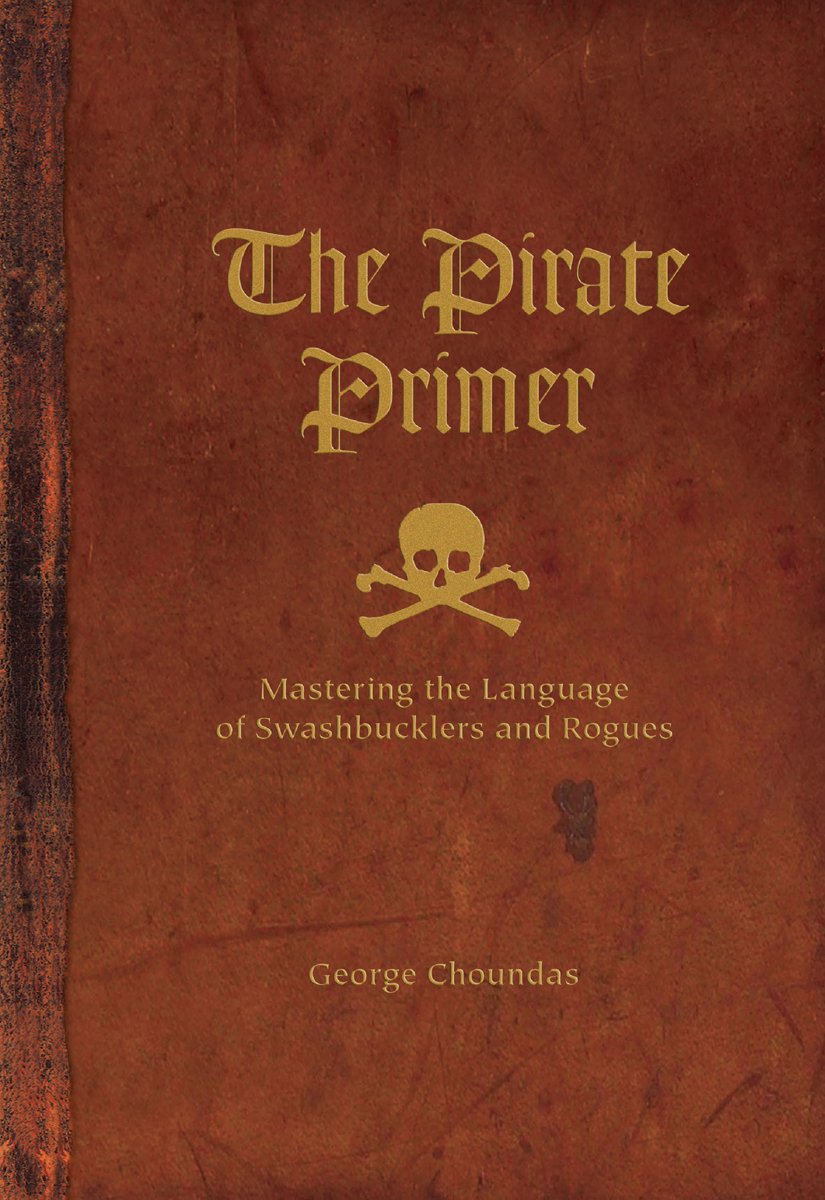 The Pirate
Primer
Mastering the Language
of Swashbucklers and Rogues
George Choundas